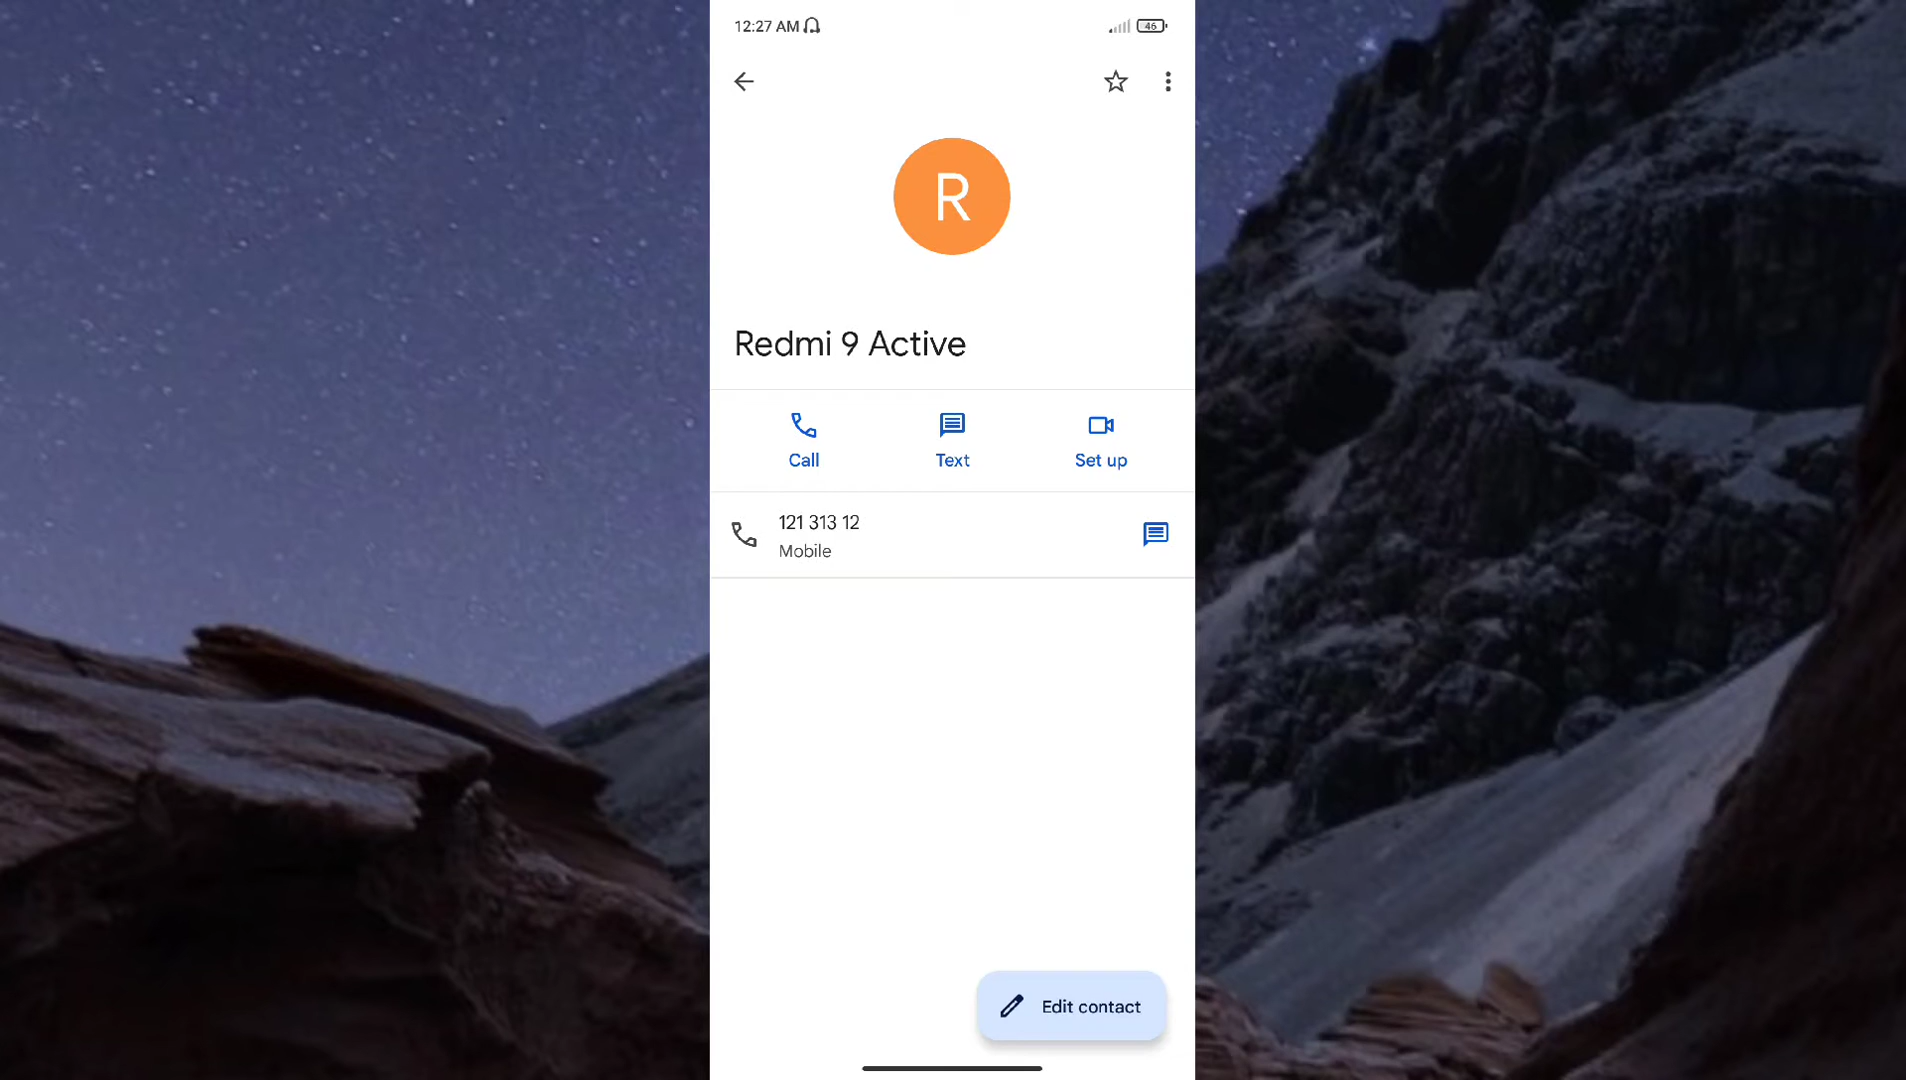 12:27 AM
46
R
Redmi 9 Active
Call
Text
Set up
121 313 12
Mobile
Edit contact